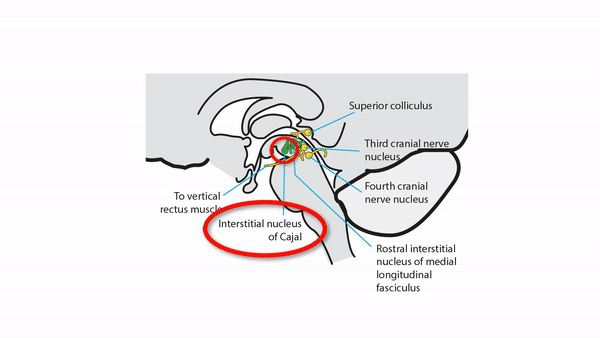 Superior colliculus
Third cranial nerve
nucleus
Fourth cranial
nerve nucleus
To vertical
rectus muscle
Interstitial nucleus
of Cajal
Rostral interstitial
nucleus of medial
longitudinal
fasciculus